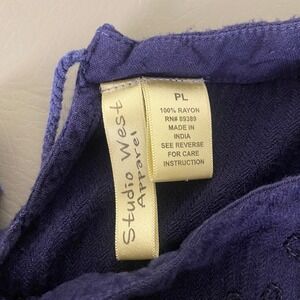 Studio West
Apparel
PL
100% RAYON
RN# 89389
MADE IN
INDIA
SEE REVERSE
FOR CARE
INSTRUCTION